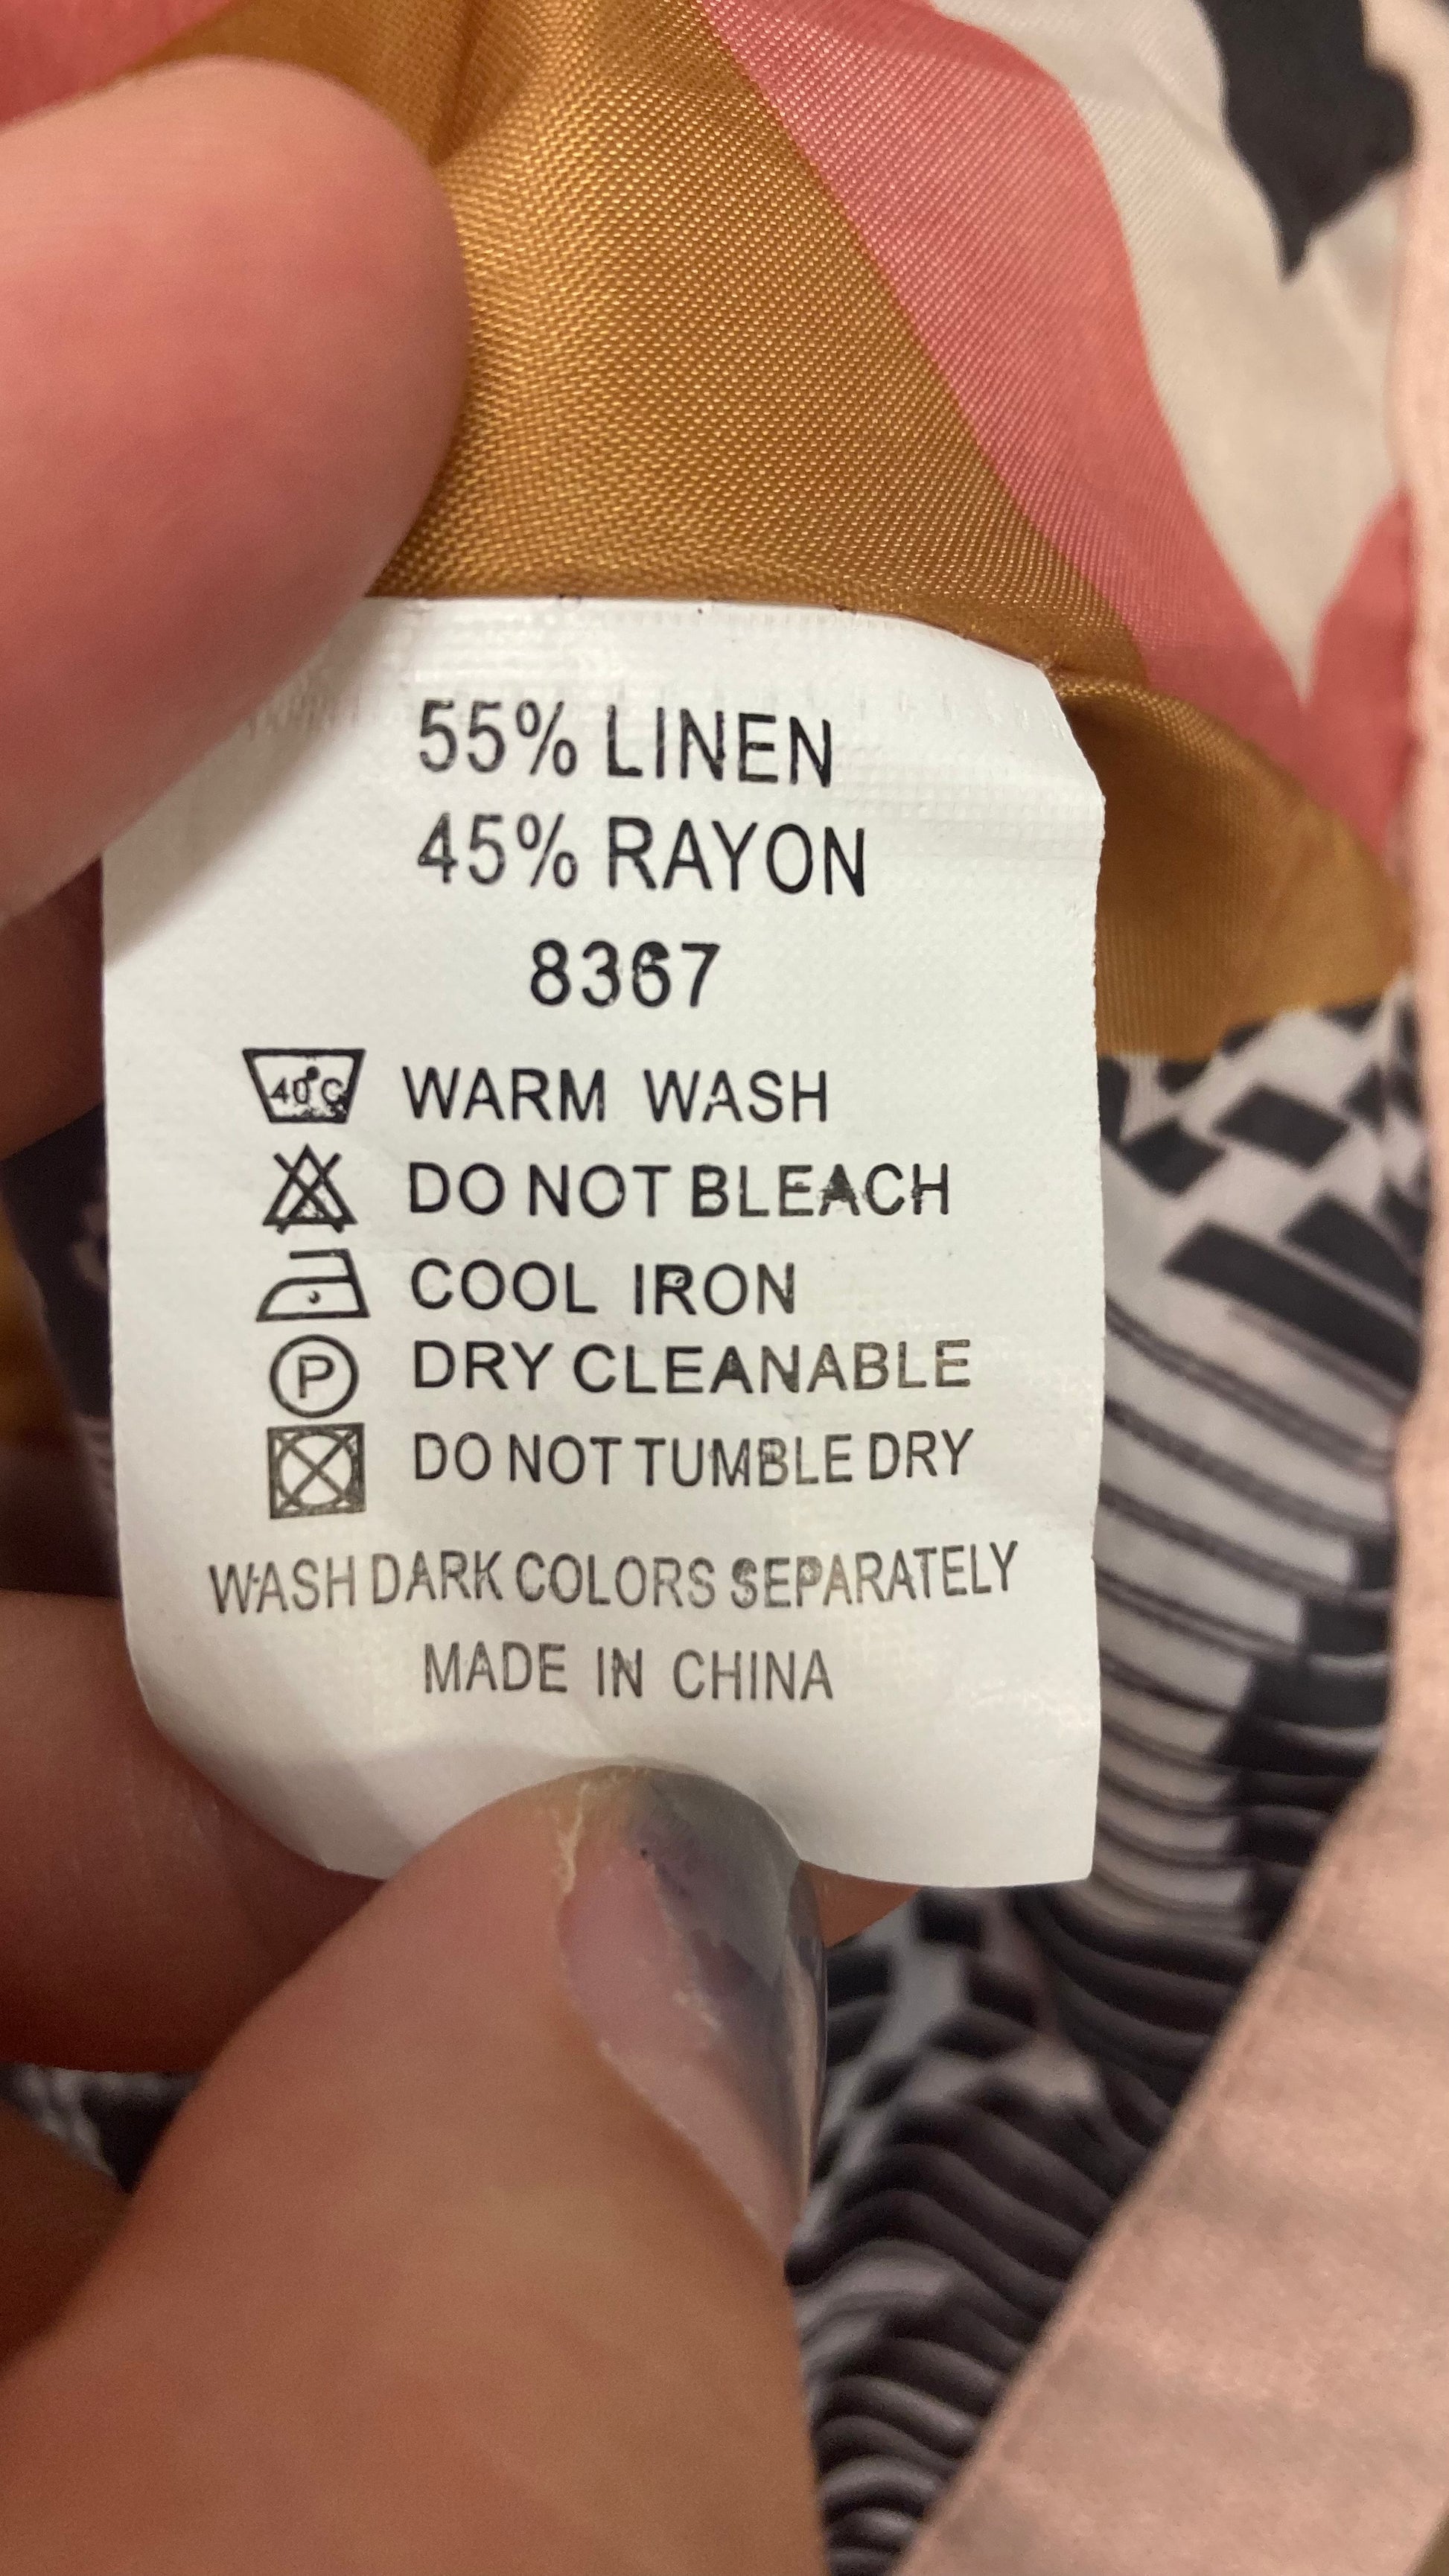 55% LINEN
45% RAYON
8367
40°C WARM WASH
DO NOT BLEACH
COOL IRON
P DRY CLEANABLE
DO NOT TUMBLE DRY
WASH DARK COLORS SEPARATELY
MADE IN CHINA